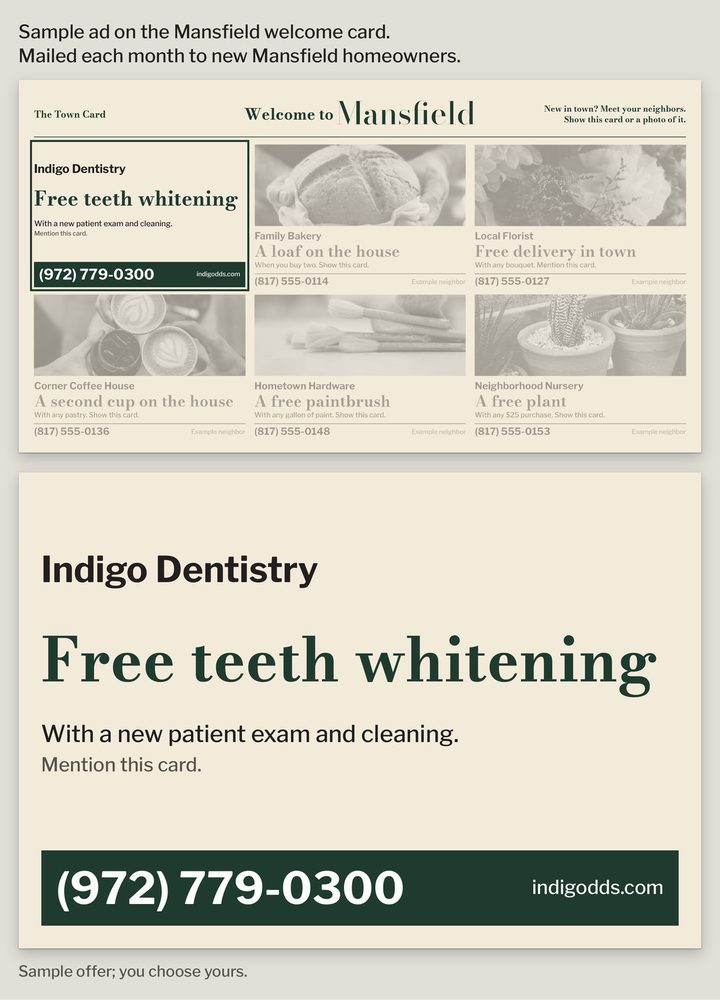 Sample ad on the Mansfield welcome card.
Mailed each month to new Mansfield homeowners.
The Town Card
Welcome to Mansfield
New in town? Meet your neighbors.
Show this card or a photo of it.
Indigo Dentistry
Free teeth whitening
With a new patient exam and cleaning.
Mention this card.
(972) 779-0300
indigodds.com
Family Bakery
A loaf on the house
When you buy two. Show this card.
(817) 555-0114
Example neighbor
Local Florist
Free delivery in town
With any bouquet. Mention this card.
(817) 555-0127
Example neighbor
Corner Coffee House
A second cup on the house
With any pastry. Show this card.
(817) 555-0136
Example neighbor
Hometown Hardware
A free paintbrush
With any gallon of paint. Show this card.
(817) 555-0148
Example neighbor
Neighborhood Nursery
A free plant
With any $25 purchase. Show this card.
(817) 555-0153
Example neighbor
Indigo Dentistry
Free teeth whitening
With a new patient exam and cleaning.
Mention this card.
(972) 779-0300
indigodds.com
Sample offer; you choose yours.